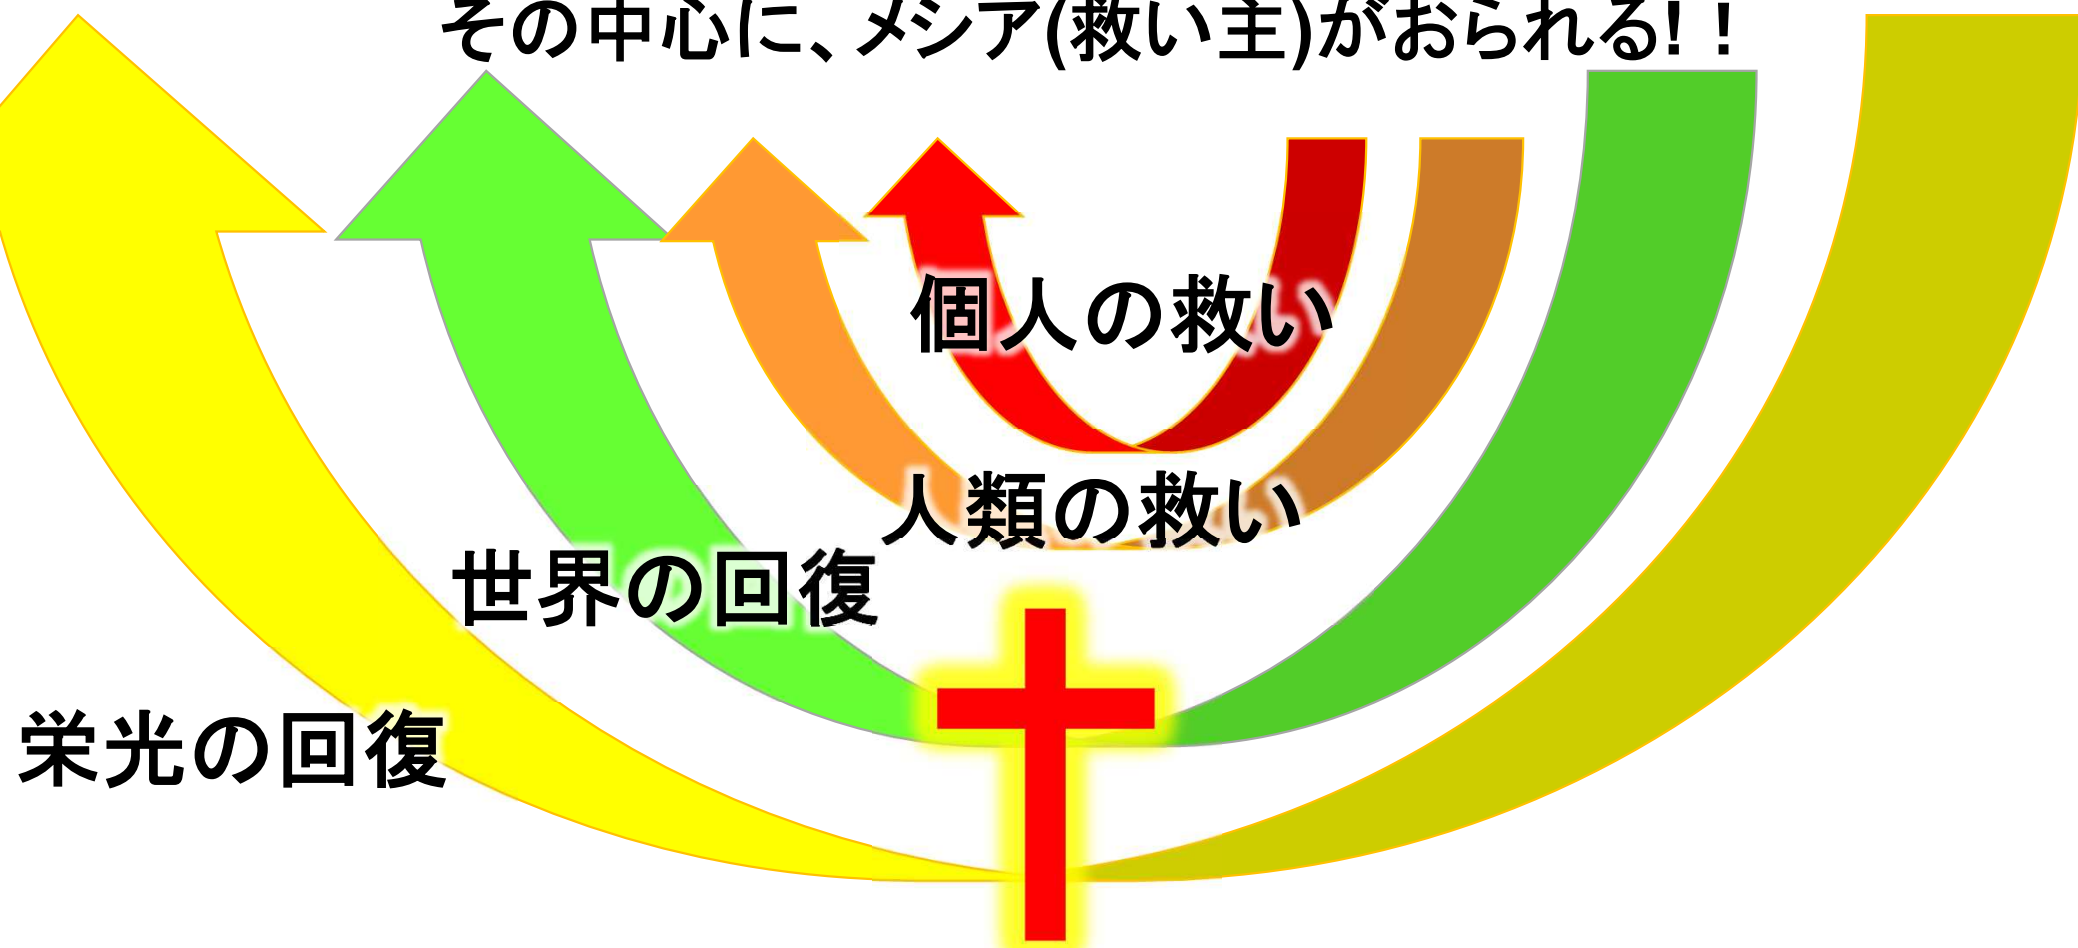 その中心に、メシア(救い主)がおられる!!
個人の救い
人類の救い
世界の回復
栄光の回復